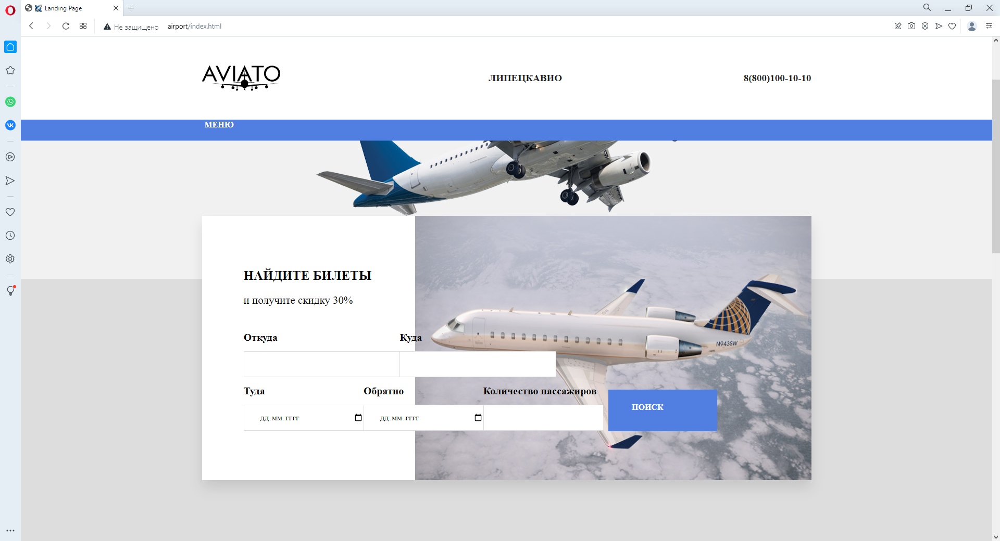 Landing Page
Не защищено airport/index.html
AVIATO
ЛИПЕЦКАВИО
8(800)100-10-10
МЕНЮ
НАЙДИТЕ БИЛЕТЫ
и получите скидку 30%
Откуда
Куда
N943SW
Туда
Обратно
Количество пассажиров
дд.мм.гггг
дд.мм.гггг
ПОИСК